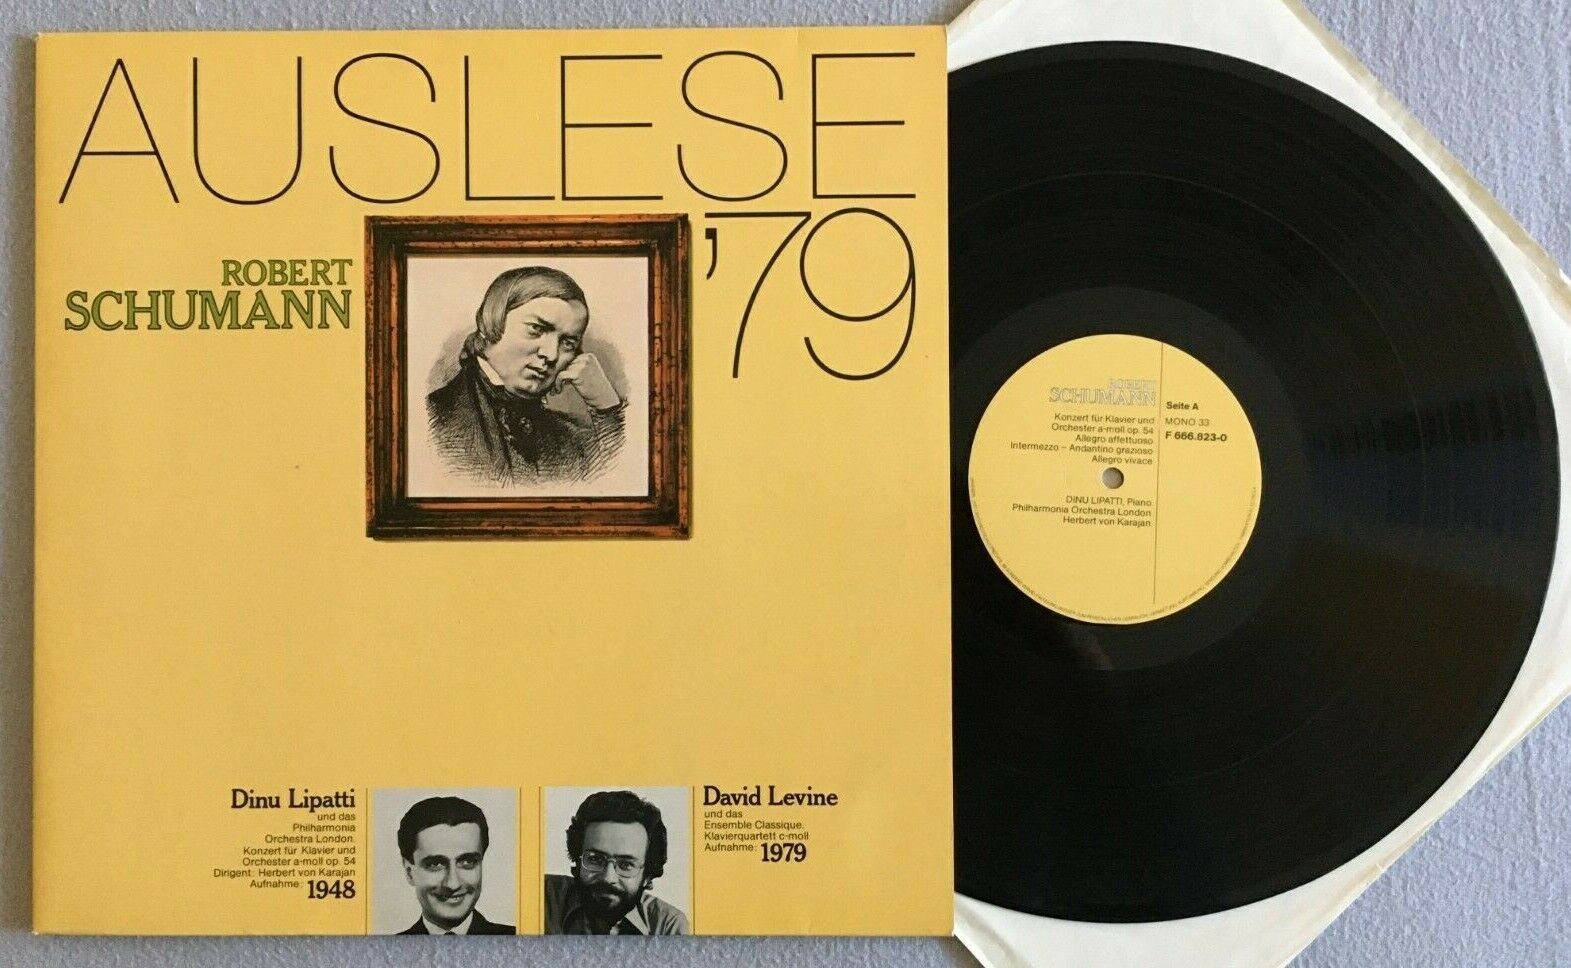 AUSLESE
'79
ROBERT
SCHUMANN
Dinu Lipatti
und das
Philharmonia
Orchestra London.
Konzert für Klavier und
Orchester a-moll op. 54
Dirigent: Herbert von Karajan
Aufnahme: 1948
David Levine
und das
Ensemble Classique.
Klavierquartett c-moll
Aufnahme: 1979
ROBERT
SCHUMANN
Konzert für Klavier und
Orchester a-moll op. 54
Allegro affettuoso
Intermezzo – Andantino grazioso
Allegro vivace
DINU LIPATTI, Piano
Philharmonia Orchestra London
Herbert von Karajan
Seite A
MONO 33
F 666.823-0